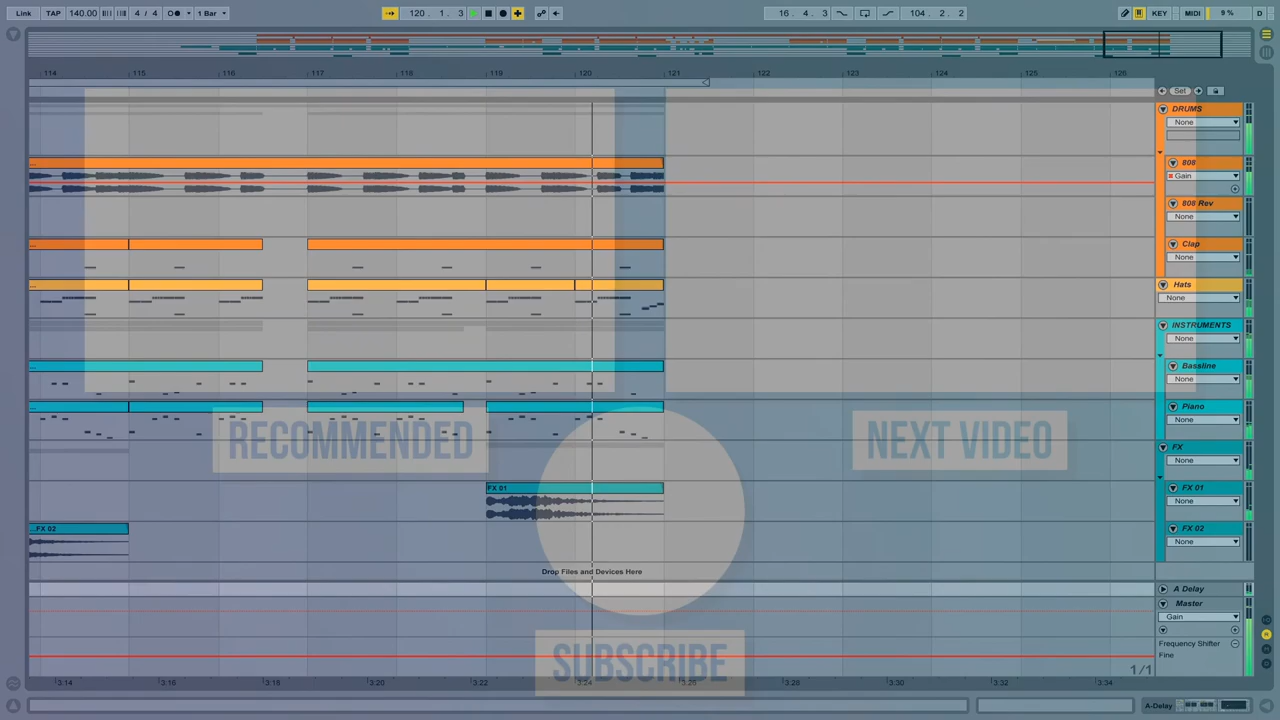 Link TAP 140.00 4 / 4 1 Bar 120 . 1 . 3 16 . 4 . 3 104 . 2 . 2 KEY MIDI 9 % D
114 115 116 117 118 119 120 121 122 123 124 125 126
Set
DRUMS
None
808
Gain
808 Rev
None
Clap
None
Hats
None
INSTRUMENTS
None
Bassline
None
Piano
None
RECOMMENDED NEXT VIDEO
FX
None
FX 01 FX 01
None
...FX 02 FX 02
None
Drop Files and Devices Here
A Delay
Master
Gain
Frequency Shifter
Fine
SUBSCRIBE
1/1
3:14 3:16 3:18 3:20 3:22 3:24 3:26 3:28 3:30 3:32 3:34
A-Delay